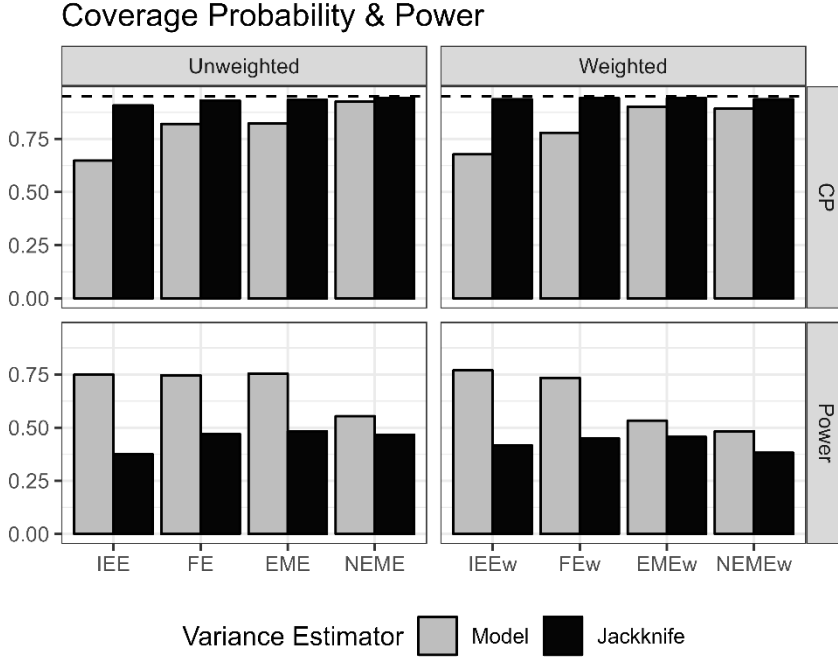 Coverage Probability & Power
Unweighted
Weighted
0.75
0.50
0.25
0.00
CP
0.75
0.50
0.25
0.00
Power
IEE FE EME NEME
IEEw FEw EMEw NEMEw
Variance Estimator Model Jackknife